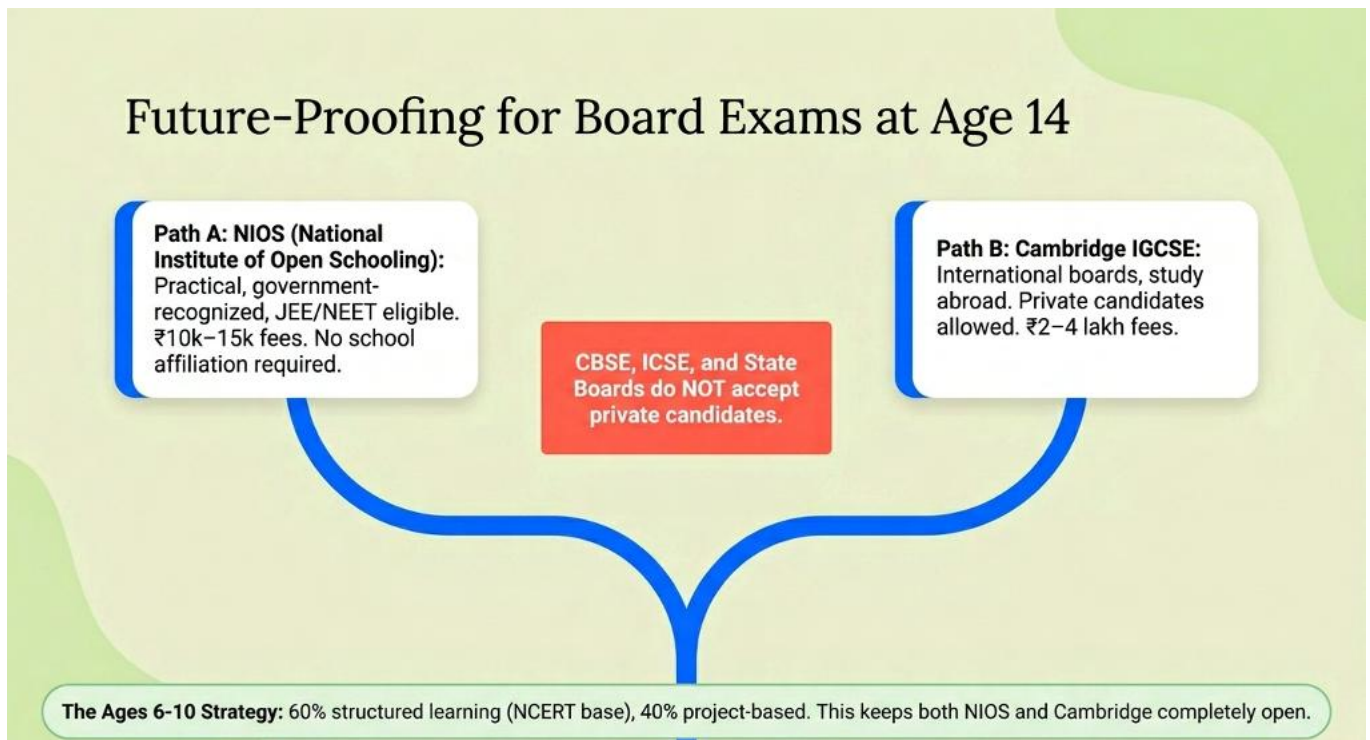 Future-Proofing for Board Exams at Age 14
Path A: NIOS (National
Institute of Open Schooling):
Practical, government-
recognized, JEE/NEET eligible.
₹10k–15k fees. No school
affiliation required.
CBSE, ICSE, and State
Boards do NOT accept
private candidates.
Path B: Cambridge IGCSE:
International boards, study
abroad. Private candidates
allowed. ₹2–4 lakh fees.
The Ages 6-10 Strategy: 60% structured learning (NCERT base), 40% project-based. This keeps both NIOS and Cambridge completely open.